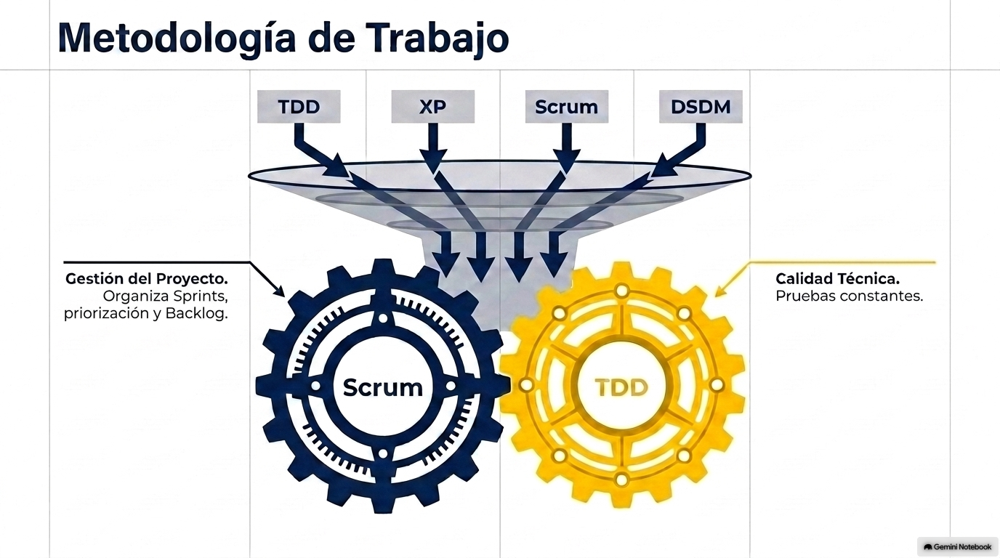 Metodología de Trabajo
TDD
XP
Scrum
DSDM
Gestión del Proyecto.
Organiza Sprints,
priorización y Backlog.
Calidad Técnica.
Pruebas constantes.
Scrum
TDD
Gemini Notebook